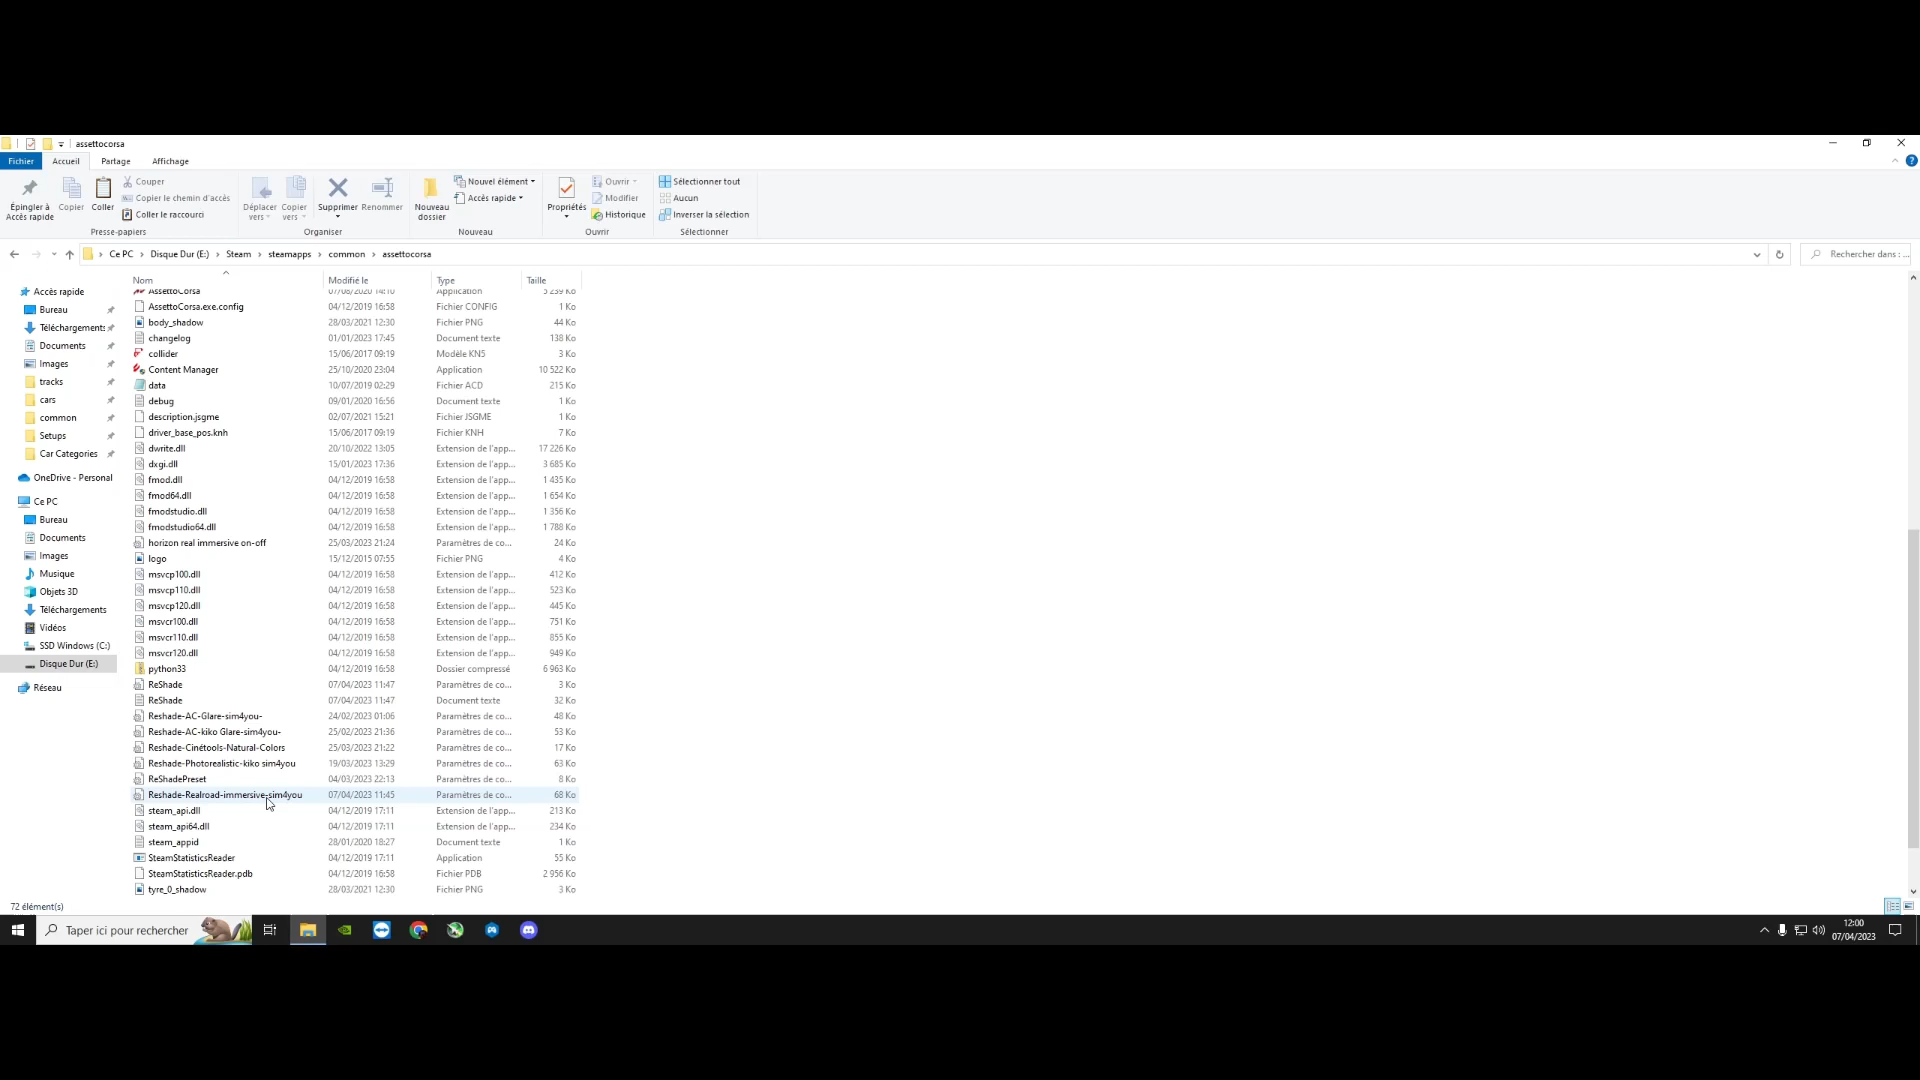 assettocorsa
Fichier Accueil Partage Affichage
Épingler à Accès rapide
Copier
Coller
Couper
Copier le chemin d'accès
Coller le raccourci
Presse-papiers
Déplacer vers
Copier vers
Supprimer
Renommer
Organiser
Nouveau dossier
Nouvel élément
Accès rapide
Nouveau
Propriétés
Ouvrir
Modifier
Historique
Ouvrir
Sélectionner tout
Aucun
Inverser la sélection
Sélectionner
Ce PC > Disque Dur (E:) > Steam > steamapps > common > assettocorsa
Rechercher dans : ...
Accès rapide
Bureau
Téléchargements
Documents
Images
tracks
cars
common
Setups
Car Categories
OneDrive - Personal
Ce PC
Bureau
Documents
Images
Musique
Objets 3D
Téléchargements
Vidéos
SSD Windows (C:)
Disque Dur (E:)
Réseau
Nom Modifié le Type Taille
AssettoCorsa 07/08/2020 14:10 Application 5 259 Ko
AssettoCorsa.exe.config 04/12/2019 16:58 Fichier CONFIG 1 Ko
body_shadow 28/03/2021 12:30 Fichier PNG 44 Ko
changelog 01/01/2023 17:45 Document texte 138 Ko
collider 15/06/2017 09:19 Modèle KN5 3 Ko
Content Manager 25/10/2020 23:04 Application 10 522 Ko
data 10/07/2019 02:29 Fichier ACD 215 Ko
debug 09/01/2020 16:56 Document texte 1 Ko
description.jsgme 02/07/2021 15:21 Fichier JSGME 1 Ko
driver_base_pos.knh 15/06/2017 09:19 Fichier KNH 7 Ko
dwrite.dll 20/10/2022 13:05 Extension de l'app... 17 226 Ko
dxgi.dll 15/01/2023 17:36 Extension de l'app... 3 685 Ko
fmod.dll 04/12/2019 16:58 Extension de l'app... 1 435 Ko
fmod64.dll 04/12/2019 16:58 Extension de l'app... 1 654 Ko
fmodstudio.dll 04/12/2019 16:58 Extension de l'app... 1 356 Ko
fmodstudio64.dll 04/12/2019 16:58 Extension de l'app... 1 788 Ko
horizon real immersive on-off 25/03/2023 21:24 Paramètres de co... 24 Ko
logo 15/12/2015 07:55 Fichier PNG 4 Ko
msvcp100.dll 04/12/2019 16:58 Extension de l'app... 412 Ko
msvcp110.dll 04/12/2019 16:58 Extension de l'app... 523 Ko
msvcp120.dll 04/12/2019 16:58 Extension de l'app... 445 Ko
msvcr100.dll 04/12/2019 16:58 Extension de l'app... 751 Ko
msvcr110.dll 04/12/2019 16:58 Extension de l'app... 855 Ko
msvcr120.dll 04/12/2019 16:58 Extension de l'app... 949 Ko
python33 04/12/2019 16:58 Dossier compressé 6 963 Ko
ReShade 07/04/2023 11:47 Paramètres de co... 3 Ko
ReShade 07/04/2023 11:47 Document texte 32 Ko
Reshade-AC-Glare-sim4you- 24/02/2023 01:06 Paramètres de co... 48 Ko
Reshade-AC-kiko Glare-sim4you- 25/02/2023 21:36 Paramètres de co... 53 Ko
Reshade-Cinétools-Natural-Colors 25/03/2023 21:22 Paramètres de co... 17 Ko
Reshade-Photorealistic-kiko sim4you 19/03/2023 13:29 Paramètres de co... 63 Ko
ReShadePreset 04/03/2023 22:13 Paramètres de co... 8 Ko
Reshade-Realroad-immersive-sim4you 07/04/2023 11:45 Paramètres de co... 68 Ko
steam_api.dll 04/12/2019 17:11 Extension de l'app... 213 Ko
steam_api64.dll 04/12/2019 17:11 Extension de l'app... 234 Ko
steam_appid 28/01/2020 18:27 Document texte 1 Ko
SteamStatisticsReader 04/12/2019 17:11 Application 55 Ko
SteamStatisticsReader.pdb 04/12/2019 16:58 Fichier PDB 2 956 Ko
tyre_0_shadow 28/03/2021 12:30 Fichier PNG 3 Ko
72 élément(s)
Taper ici pour rechercher
12:00
07/04/2023